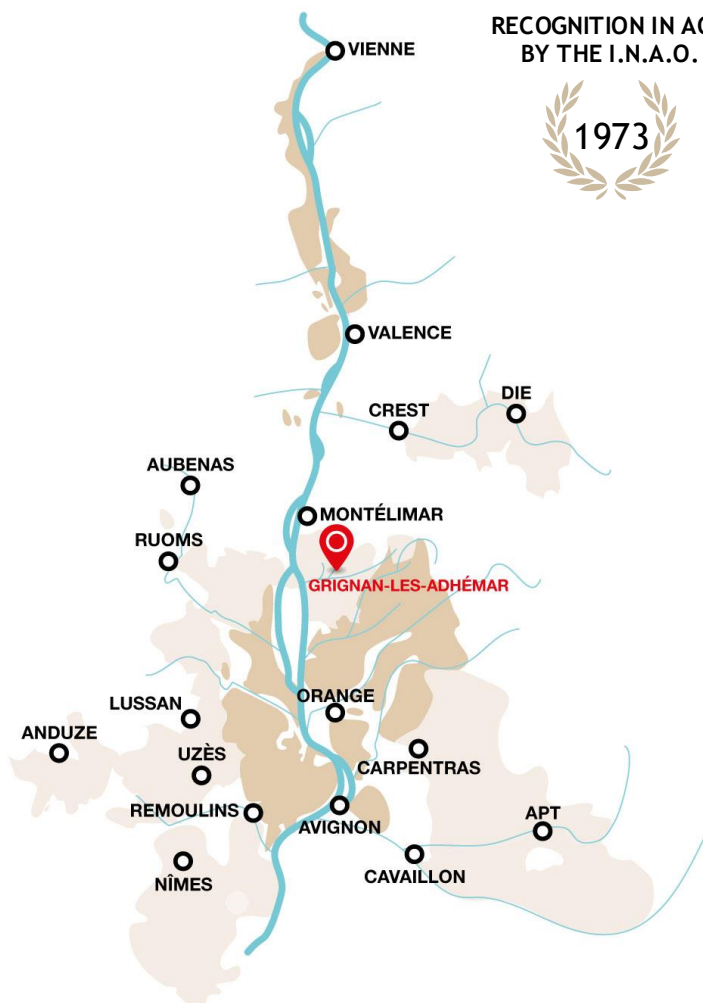 RECOGNITION IN AO
BY THE I.N.A.O.
1973
VIENNE
VALENCE
DIE
CREST
AUBENAS
MONTÉLIMAR
RUOMS
GRIGNAN-LES-ADHÉMAR
ORANGE
LUSSAN
ANDUZE
UZÈS
CARPENTRAS
REMOULINS
AVIGNON
APT
CAVAILLON
NÎMES